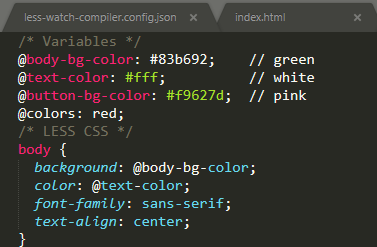 less-watch-compiler.config.json × index.html
/* Variables */
@body-bg-color: #83b692;    // green
@text-color: #fff;          // white
@button-bg-color: #f9627d;  // pink
@colors: red;
/* LESS CSS */
body {
  background: @body-bg-color;
  color: @text-color;
  font-family: sans-serif;
  text-align: center;
}